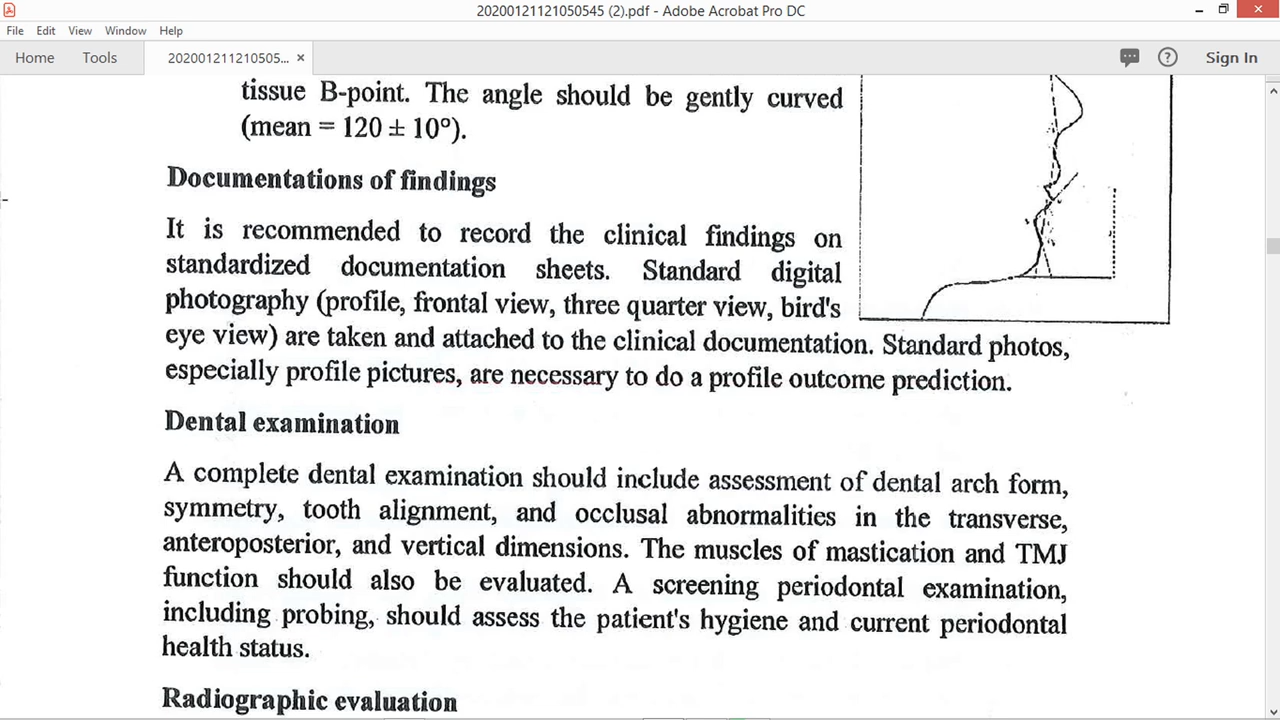 20200121121050545 (2).pdf - Adobe Acrobat Pro DC
File Edit View Window Help
Home Tools 202001211210505... × Sign In
tissue B-point. The angle should be gently curved
(mean = 120 ± 10°).
Documentations of findings
It is recommended to record the clinical findings on
standardized documentation sheets. Standard digital
photography (profile, frontal view, three quarter view, bird's
eye view) are taken and attached to the clinical documentation. Standard photos,
especially profile pictures, are necessary to do a profile outcome prediction.
Dental examination
A complete dental examination should include assessment of dental arch form,
symmetry, tooth alignment, and occlusal abnormalities in the transverse,
anteroposterior, and vertical dimensions. The muscles of mastication and TMJ
function should also be evaluated. A screening periodontal examination,
including probing, should assess the patient's hygiene and current periodontal
health status.
Radiographic evaluation